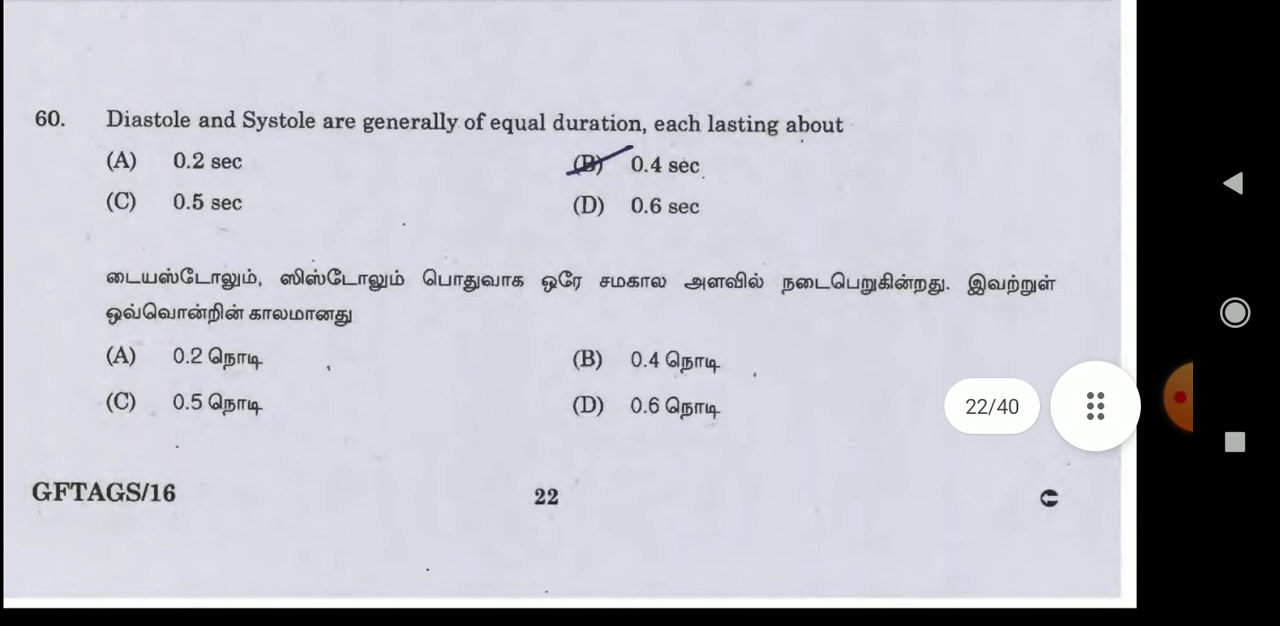 60. Diastole and Systole are generally of equal duration, each lasting about
(A) 0.2 sec (B) 0.4 sec
(C) 0.5 sec (D) 0.6 sec
டையஸ்டோலும், ஸிஸ்டோலும் பொதுவாக ஒரே சமகால அளவில் நடைபெறுகின்றது. இவற்றுள்
ஒவ்வொன்றின் காலமானது
(A) 0.2 நொடி (B) 0.4 நொடி
(C) 0.5 நொடி (D) 0.6 நொடி
22/40
GFTAGS/16 22